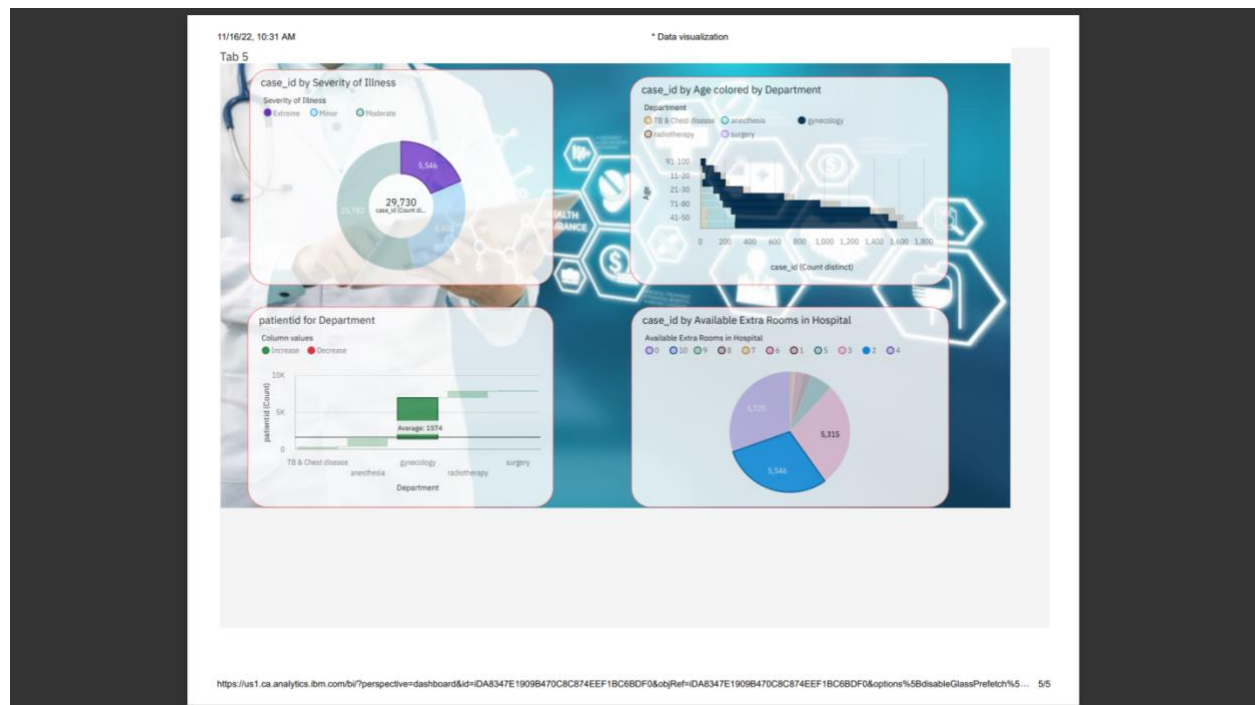 11/16/22, 10:31 AM * Data visualization
Tab 5
case_id by Severity of Illness
Severity of Illness
Extreme Minor Moderate
5,546
29,730
case_id (Count di...
case_id by Age colored by Department
Department
TB & Chest disease anesthesia gynecology
radiotherapy surgery
Age
91-100
11-20
21-30
71-80
41-50
0 200 400 600 800 1,000 1,200 1,400 1,600 1,800
case_id (Count distinct)
patientid for Department
Column values
Increase Decrease
patientid (Count)
10K
5K
0
Average: 1574
TB & Chest disease anesthesia gynecology radiotherapy surgery
Department
case_id by Available Extra Rooms in Hospital
Available Extra Rooms in Hospital
0 10 9 8 7 6 1 5 3 2 4
5,720
5,315
5,546
https://us1.ca.analytics.ibm.com/bi/?perspective=dashboard&id=iDA8347E1909B470C8C874EEF1BC6BDF0&objRef=iDA8347E1909B470C8C874EEF1BC6BDF0&options%5BdisableGlassPrefetch%5... 5/5